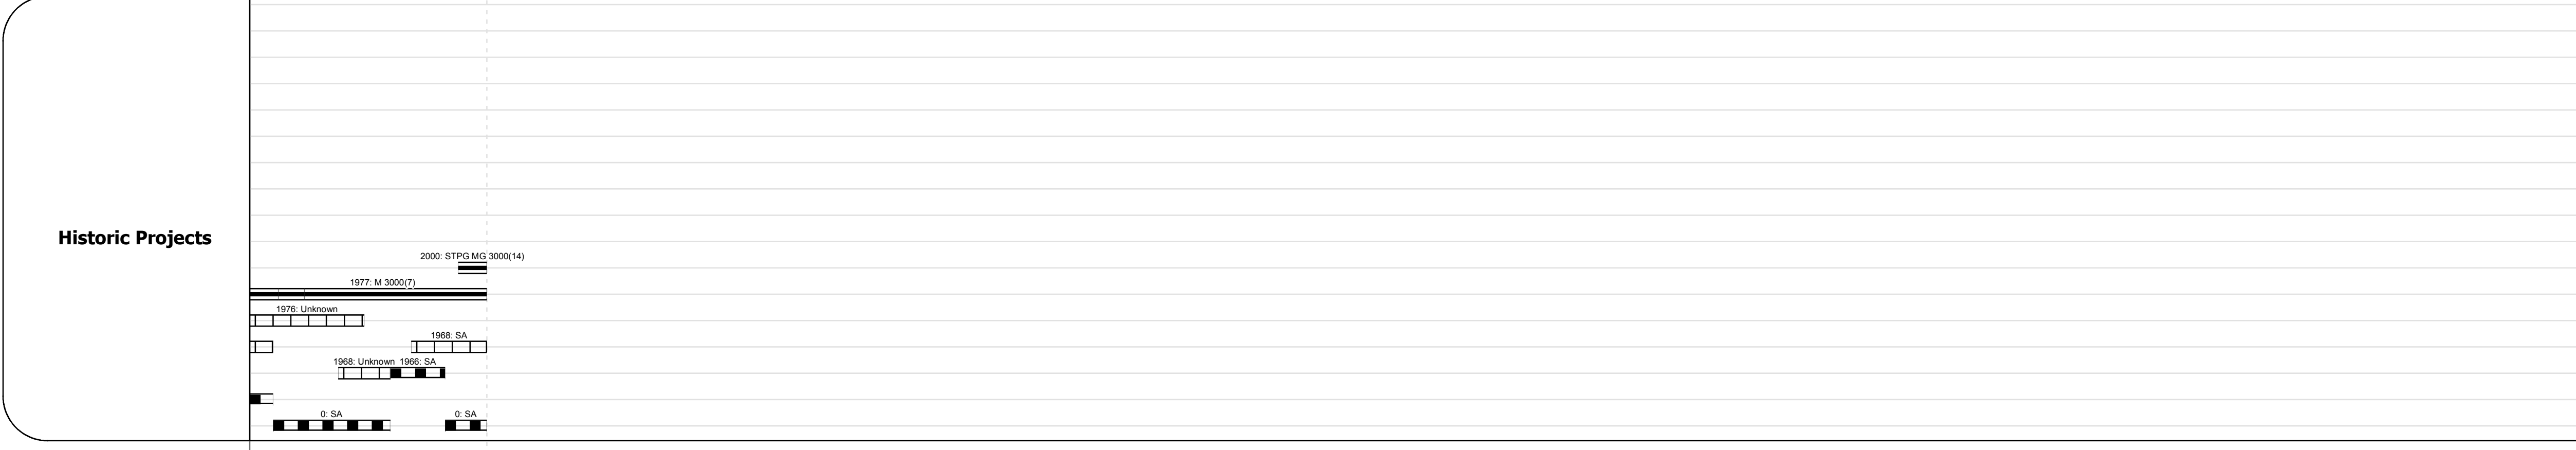 Historic Projects
2000: STPG MG 3000(14)
1977: M 3000(7)
1976: Unknown
1968: SA
1968: Unknown 1966: SA
0: SA 0: SA